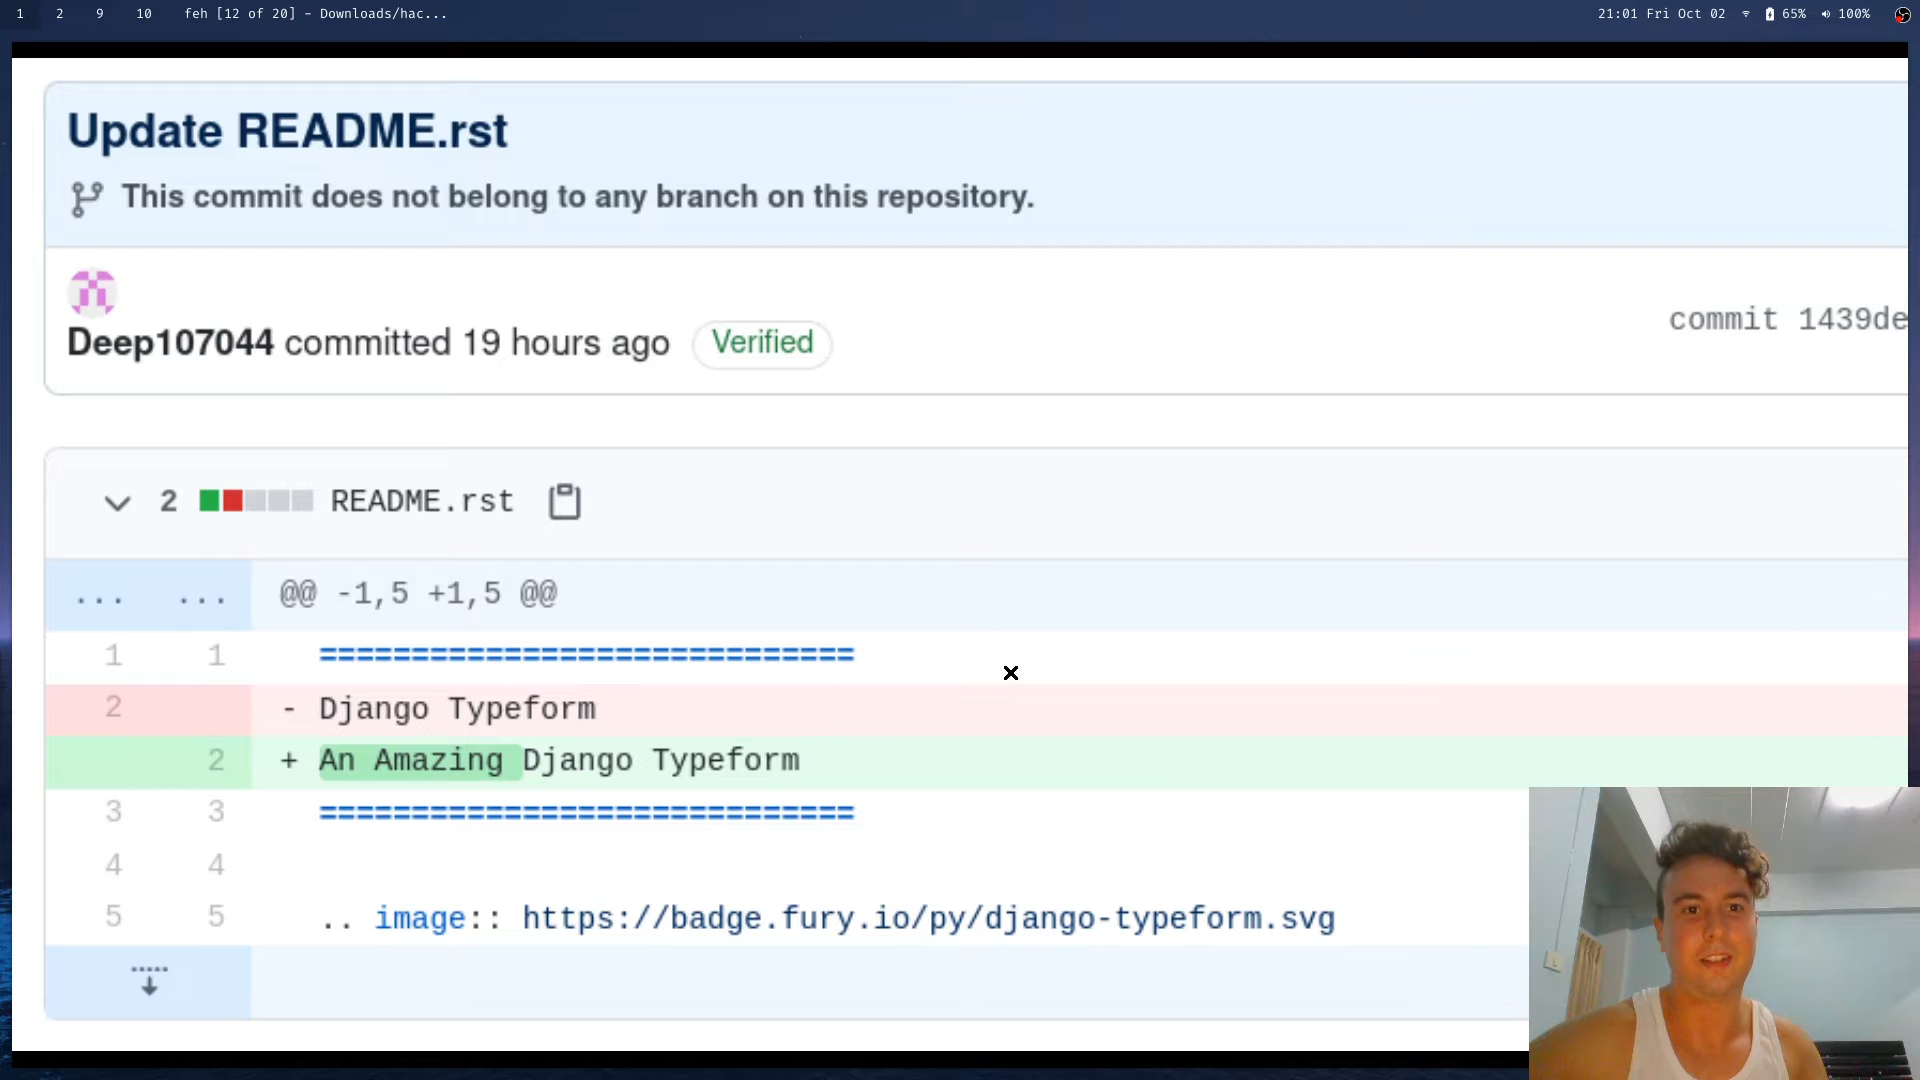 1 2 9 10 feh [12 of 20] - Downloads/hac... 21:01 Fri Oct 02 65% 100%
Update README.rst
This commit does not belong to any branch on this repository.
Deep107044 committed 19 hours ago Verified
commit 1439de
2 README.rst
... ... @@ -1,5 +1,5 @@
1 1 =============================
2 - Django Typeform
2 + An Amazing Django Typeform
3 3 =============================
4 4
5 5 .. image:: https://badge.fury.io/py/django-typeform.svg